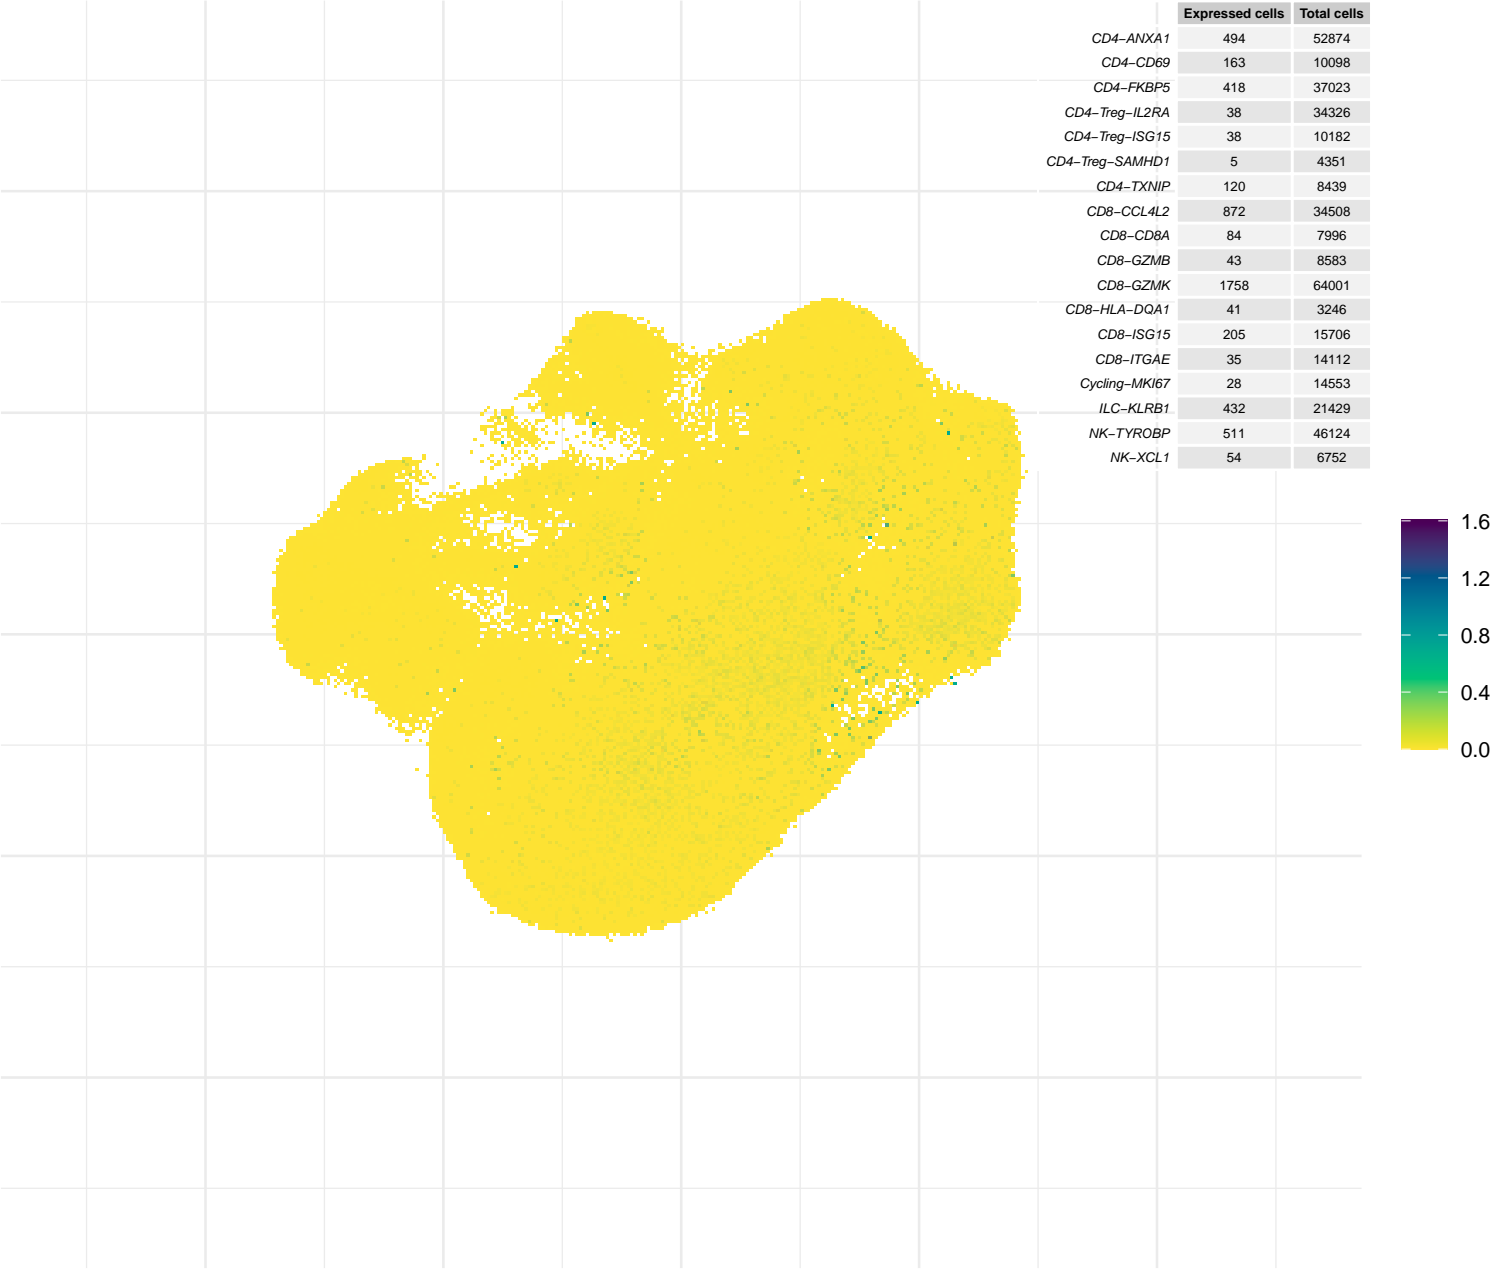 Expressed cells Total cells
CD4−ANXA1 494 52874
CD4−CD69 163 10098
CD4−FKBP5 418 37023
CD4−Treg−IL2RA 38 34326
CD4−Treg−ISG15 38 10182
CD4−Treg−SAMHD1 5 4351
CD4−TXNIP 120 8439
CD8−CCL4L2 872 34508
CD8−CD8A 84 7996
CD8−GZMB 43 8583
CD8−GZMK 1758 64001
CD8−HLA−DQA1 41 3246
CD8−ISG15 205 15706
CD8−ITGAE 35 14112
Cycling−MKI67 28 14553
ILC−KLRB1 432 21429
NK−TYROBP 511 46124
NK−XCL1 54 6752
1.6
1.2
0.8
0.4
0.0